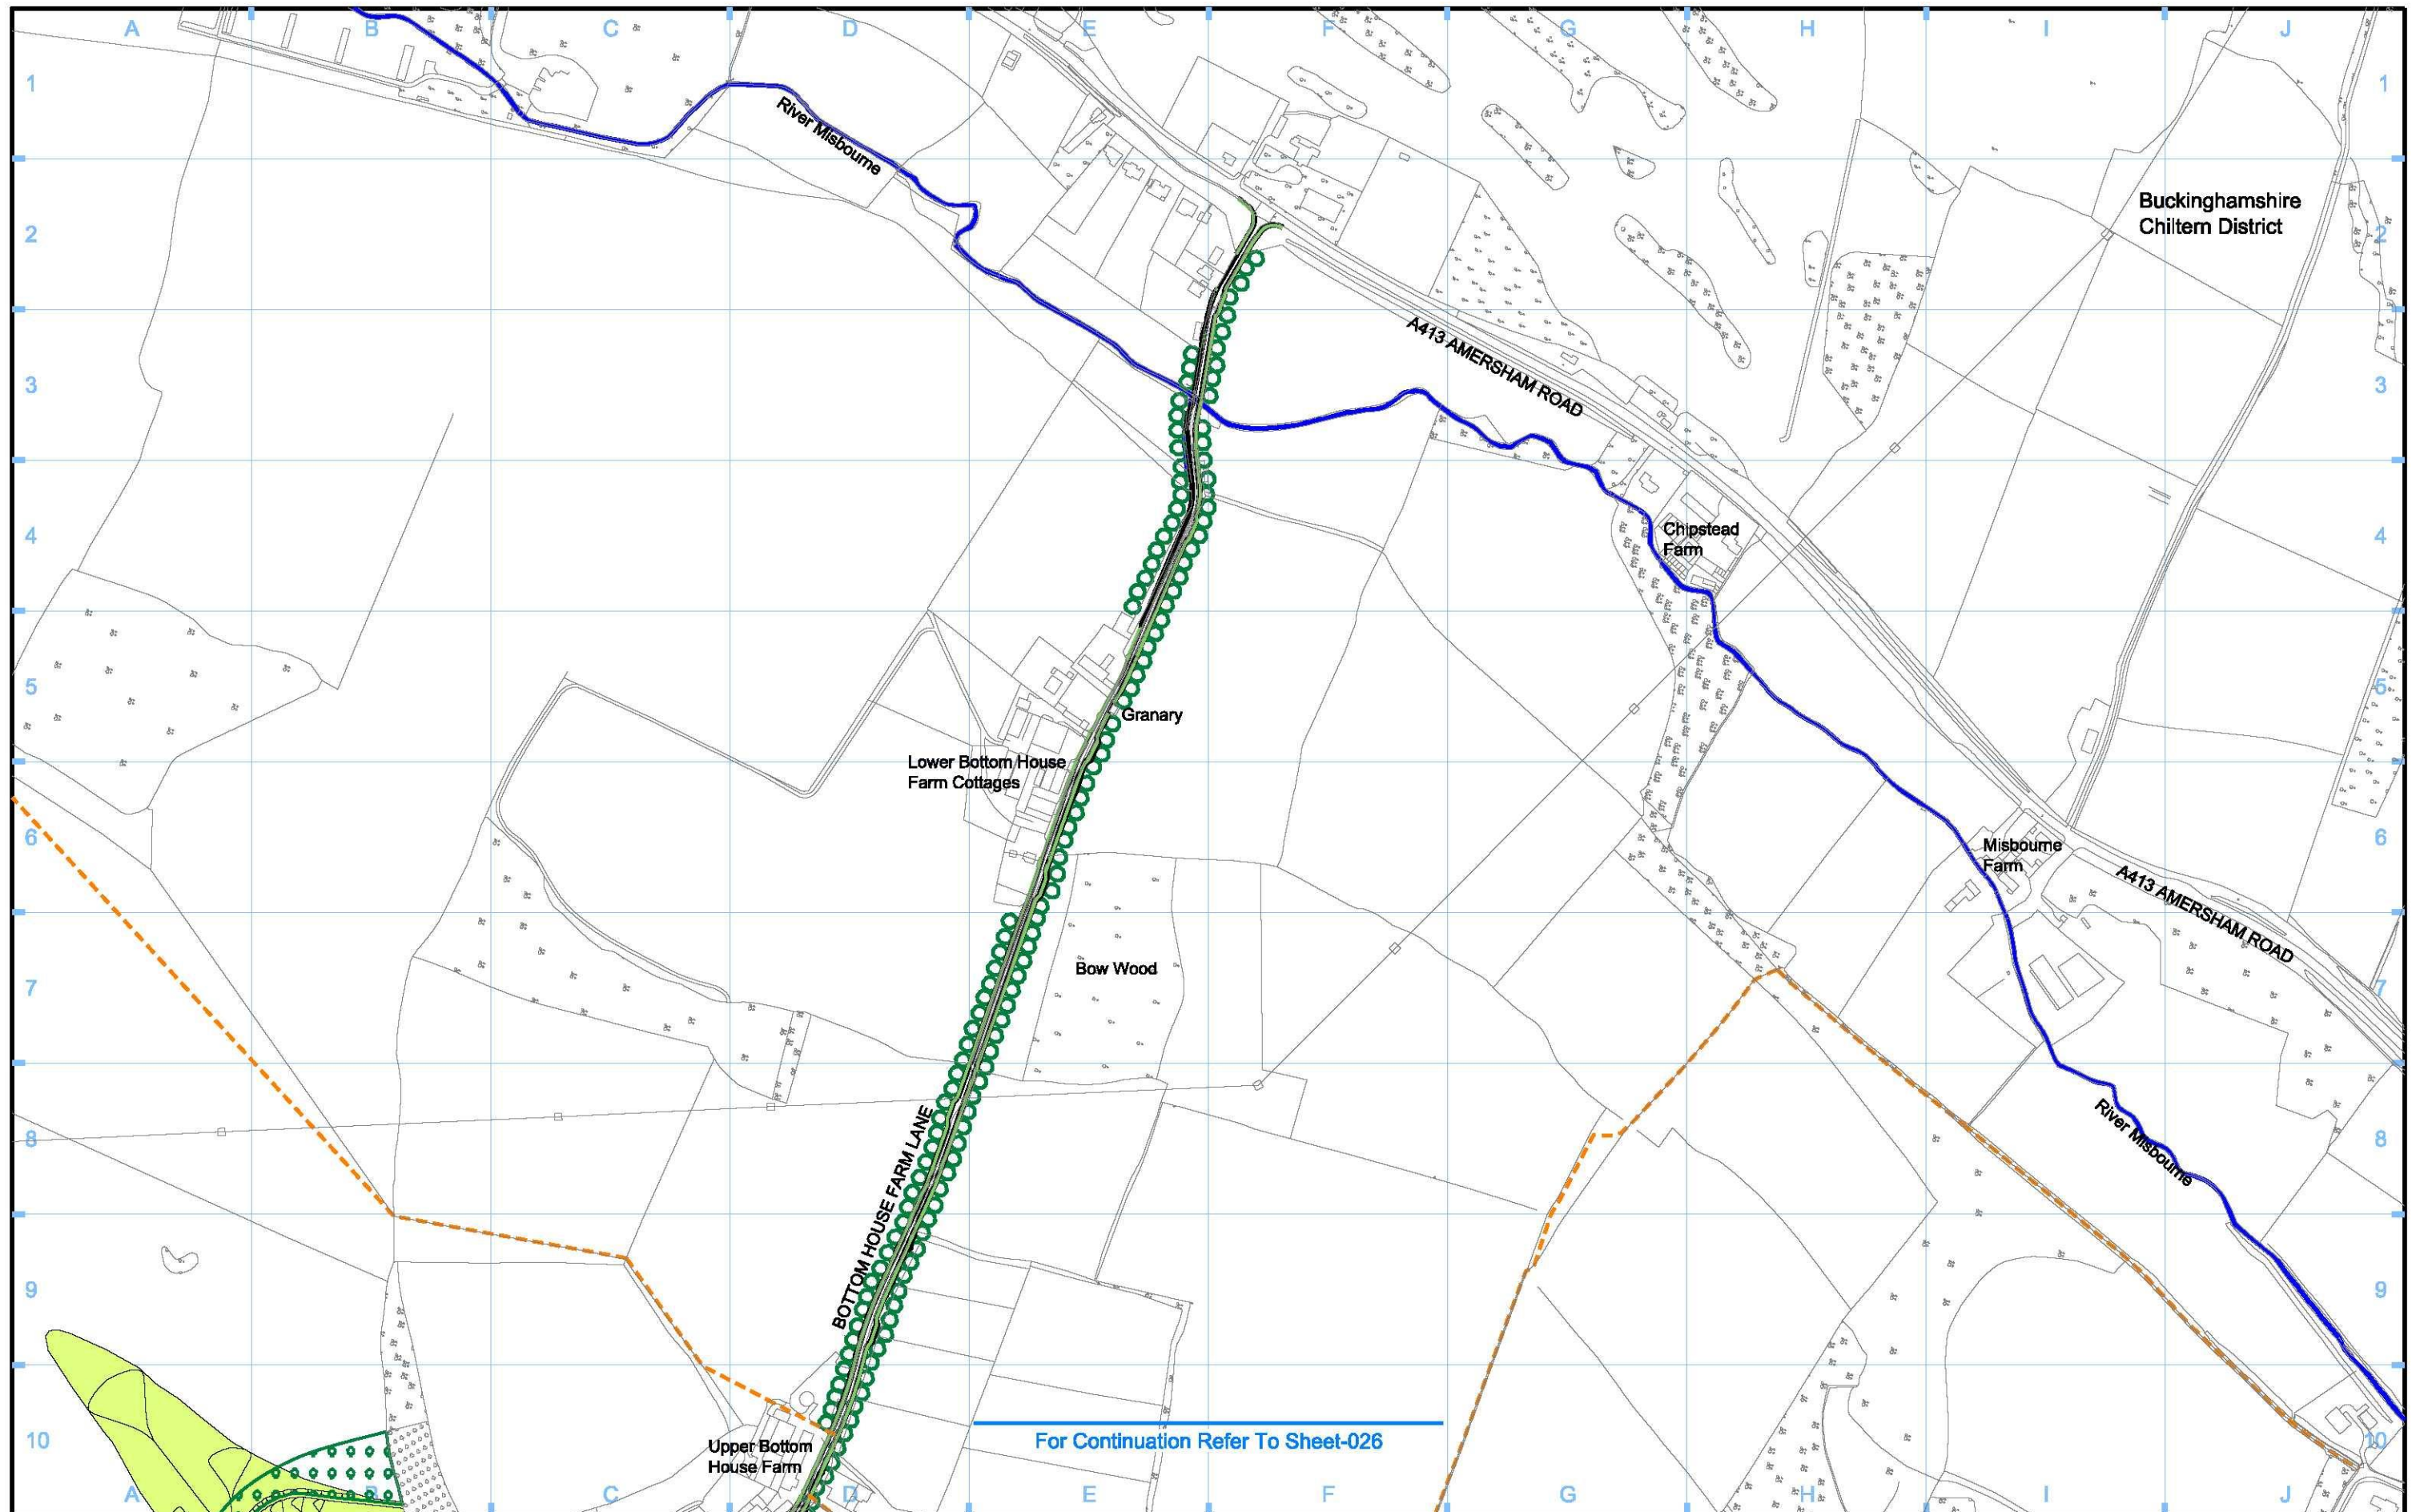 A B C D E F G H I J
1 1
River Misbourne
Buckinghamshire
Chiltern District
2 2
A413 AMERSHAM ROAD
3 3
Chipstead
Farm
4 4
5 5
Granary
Lower Bottom House
Farm Cottages
6 6
Misbourne
Farm
A413 AMERSHAM ROAD
Bow Wood
7 7
BOTTOM HOUSE FARM LANE
River Misbourne
8 8
9 9
10 10
For Continuation Refer To Sheet-026
Upper Bottom
House Farm
A B C D E F G H I J